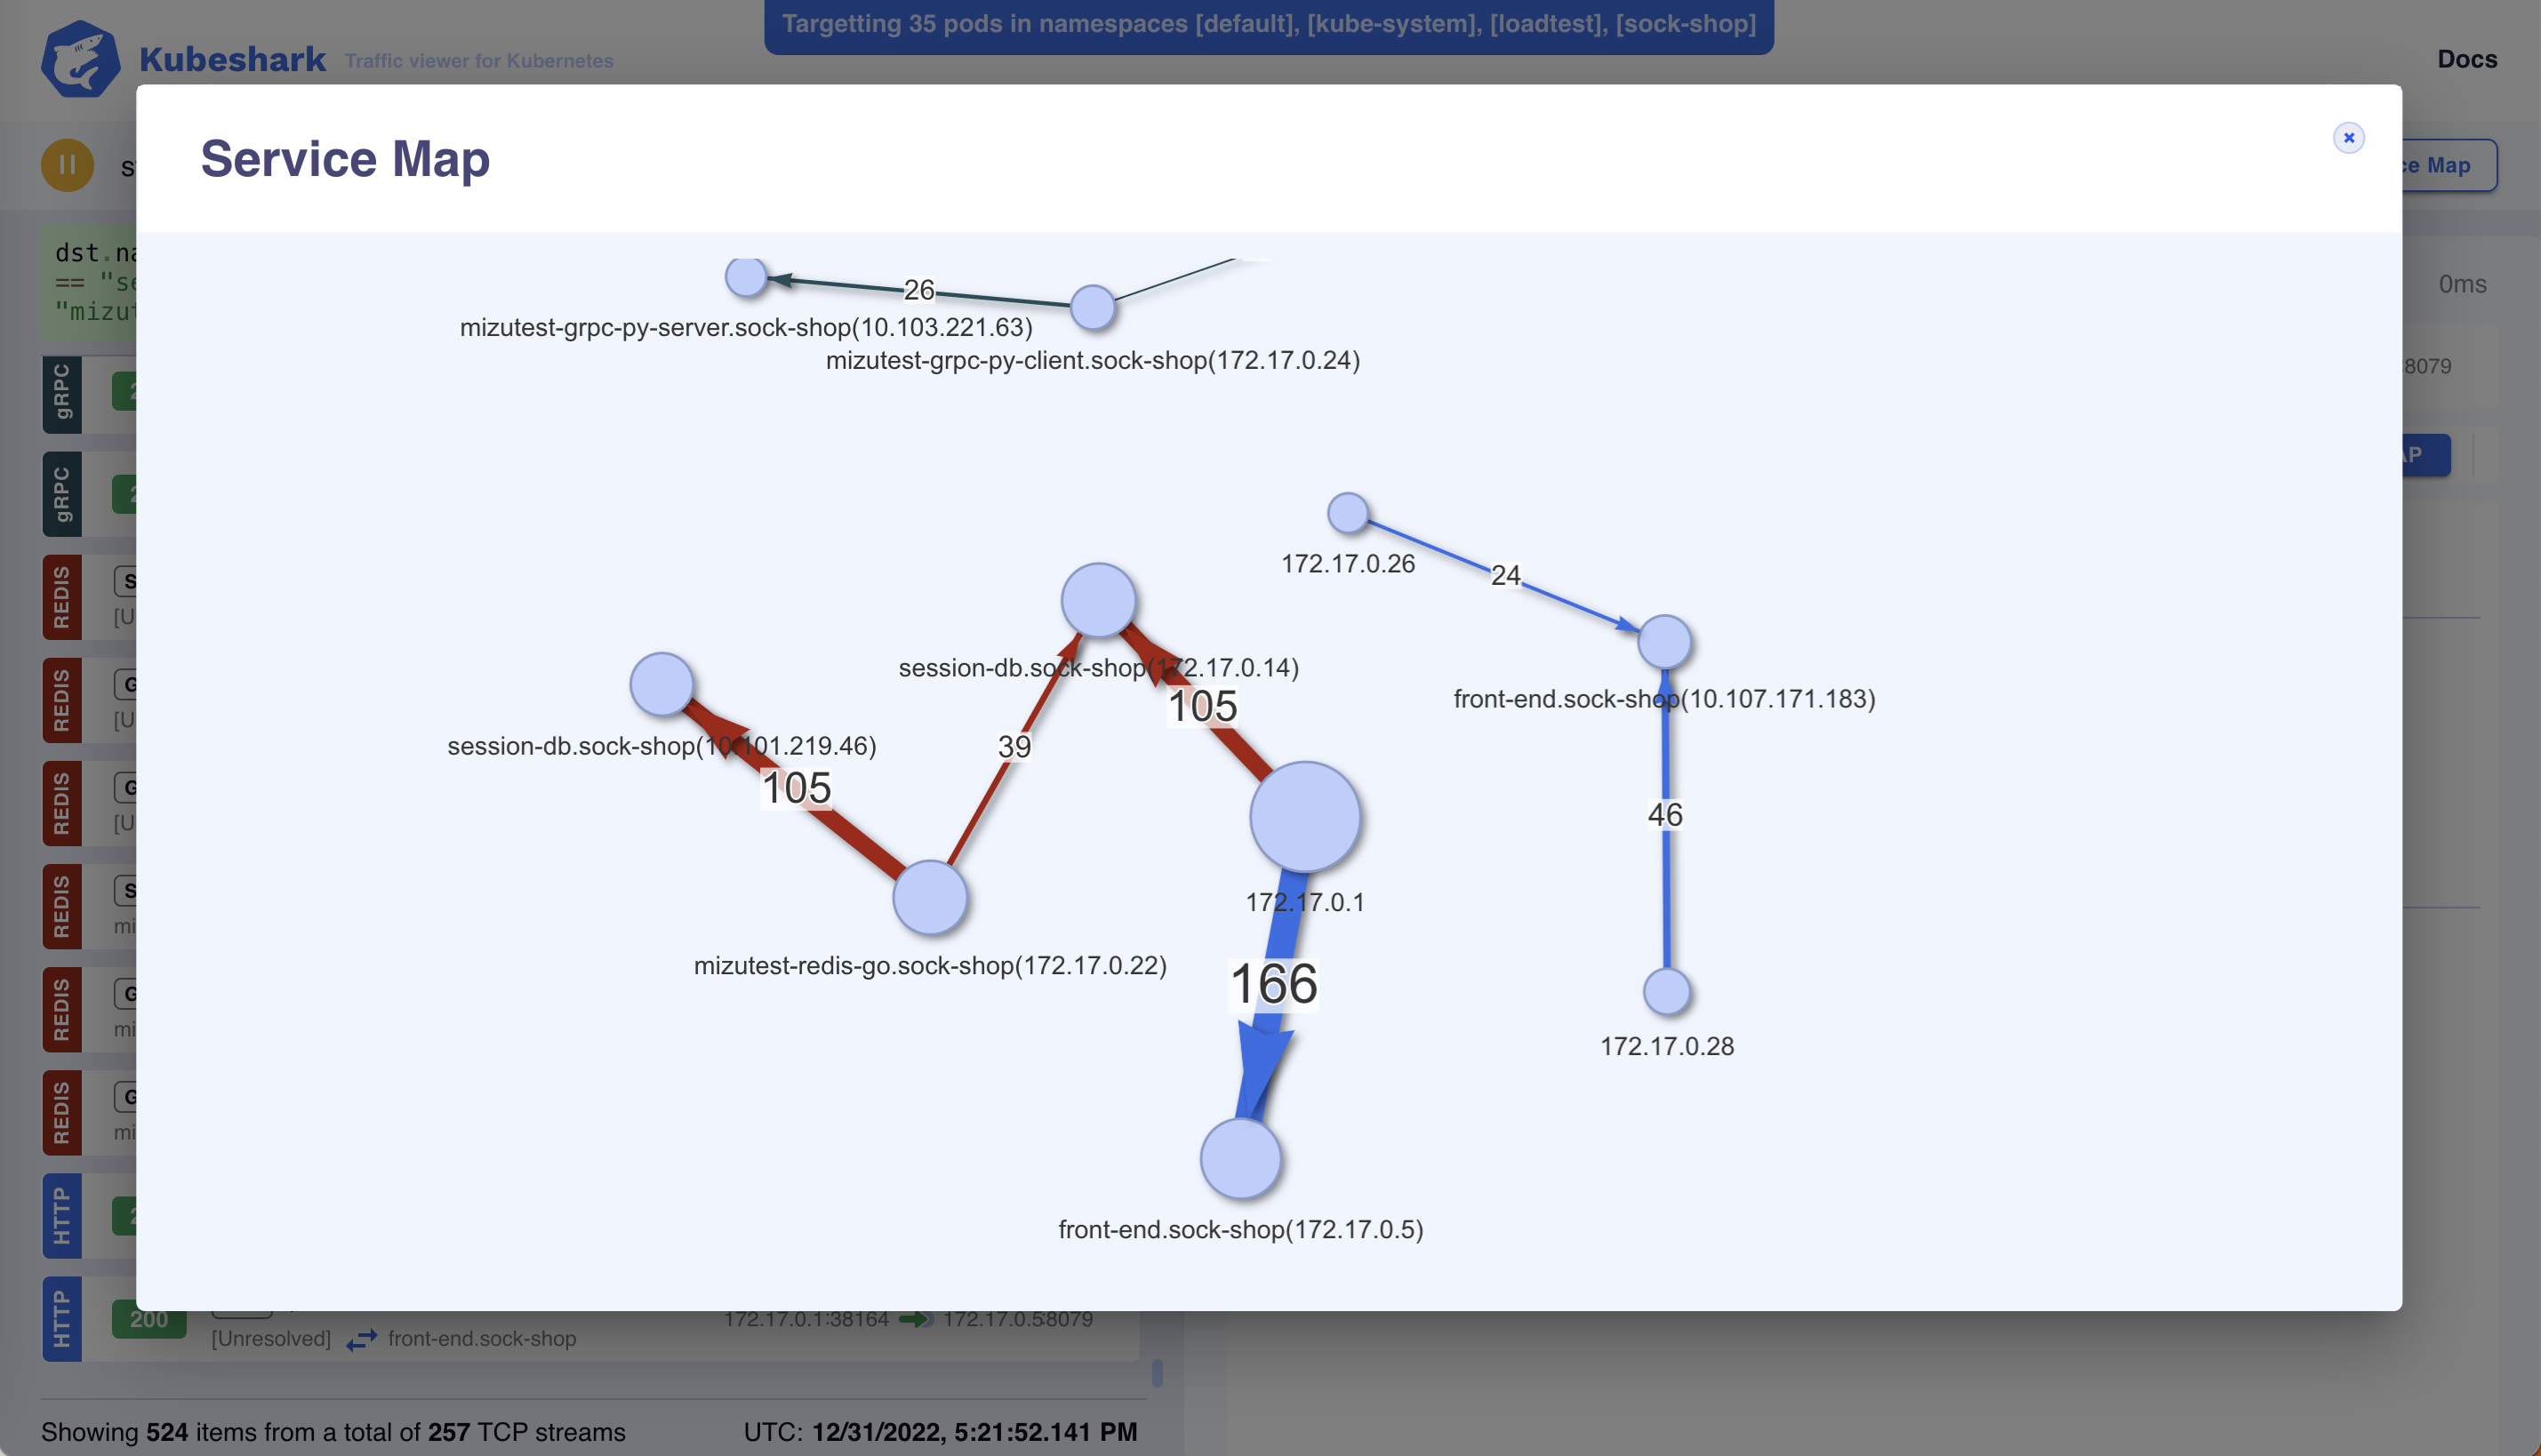 Targetting 35 pods in namespaces [default], [kube-system], [loadtest], [sock-shop]
Kubeshark
Traffic viewer for Kubernetes
Docs
Service Map
Map
0ms
8079
26
mizutest-grpc-py-server.sock-shop(10.103.221.63)
mizutest-grpc-py-client.sock-shop(172.17.0.24)
gRPC
gRPC
REDIS
REDIS
REDIS
REDIS
REDIS
REDIS
HTTP
HTTP
172.17.0.26
24
session-db.sock-shop(172.17.0.14)
105
front-end.sock-shop(10.107.171.183)
session-db.sock-shop(10.101.219.46)
39
105
46
172.17.0.1
mizutest-redis-go.sock-shop(172.17.0.22)
166
172.17.0.28
front-end.sock-shop(172.17.0.5)
200
172.17.0.1:38164
172.17.0.5:8079
[Unresolved]
front-end.sock-shop
Showing 524 items from a total of 257 TCP streams
UTC: 12/31/2022, 5:21:52.141 PM